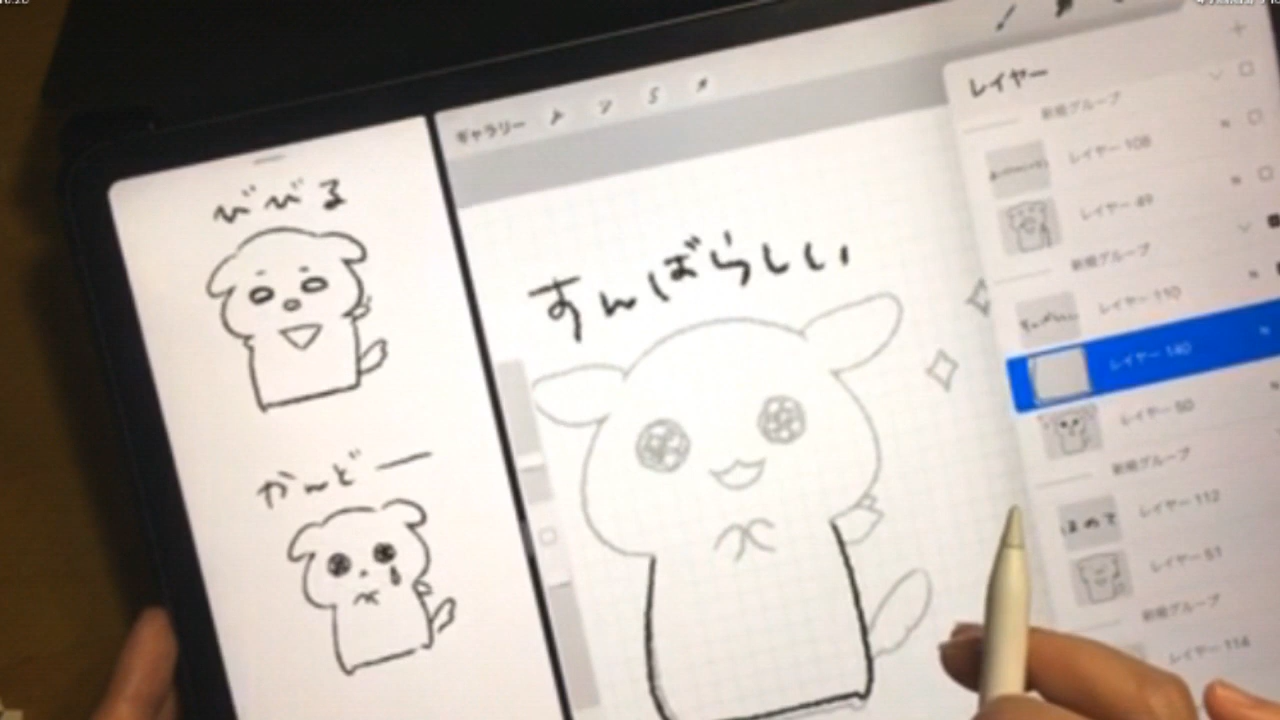 びびる
かんどー
ギャラリー
すんばらしい
レイヤー
新規グループ
レイヤー 108
レイヤー 49
新規グループ
レイヤー 110
レイヤー 140
レイヤー 50
新規グループ
レイヤー 112
ほめて
レイヤー 51
新規グループ
レイヤー 114